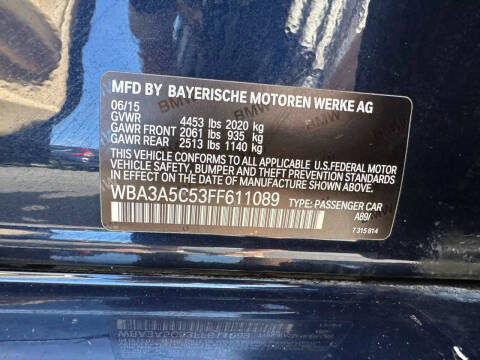 MFD BY BAYERISCHE MOTOREN WERKE AG
06/15
GVWR 4453 lbs 2020 kg
GAWR FRONT 2061 lbs 935 kg
GAWR REAR 2513 lbs 1140 kg
THIS VEHICLE CONFORMS TO ALL APPLICABLE U.S.FEDERAL MOTOR
VEHICLE SAFETY, BUMPER AND THEFT PREVENTION STANDARDS
IN EFFECT ON THE DATE OF MANUFACTURE SHOWN ABOVE.
WBA3A5C53FF611089 TYPE: PASSENGER CAR
A89/
7 315 814